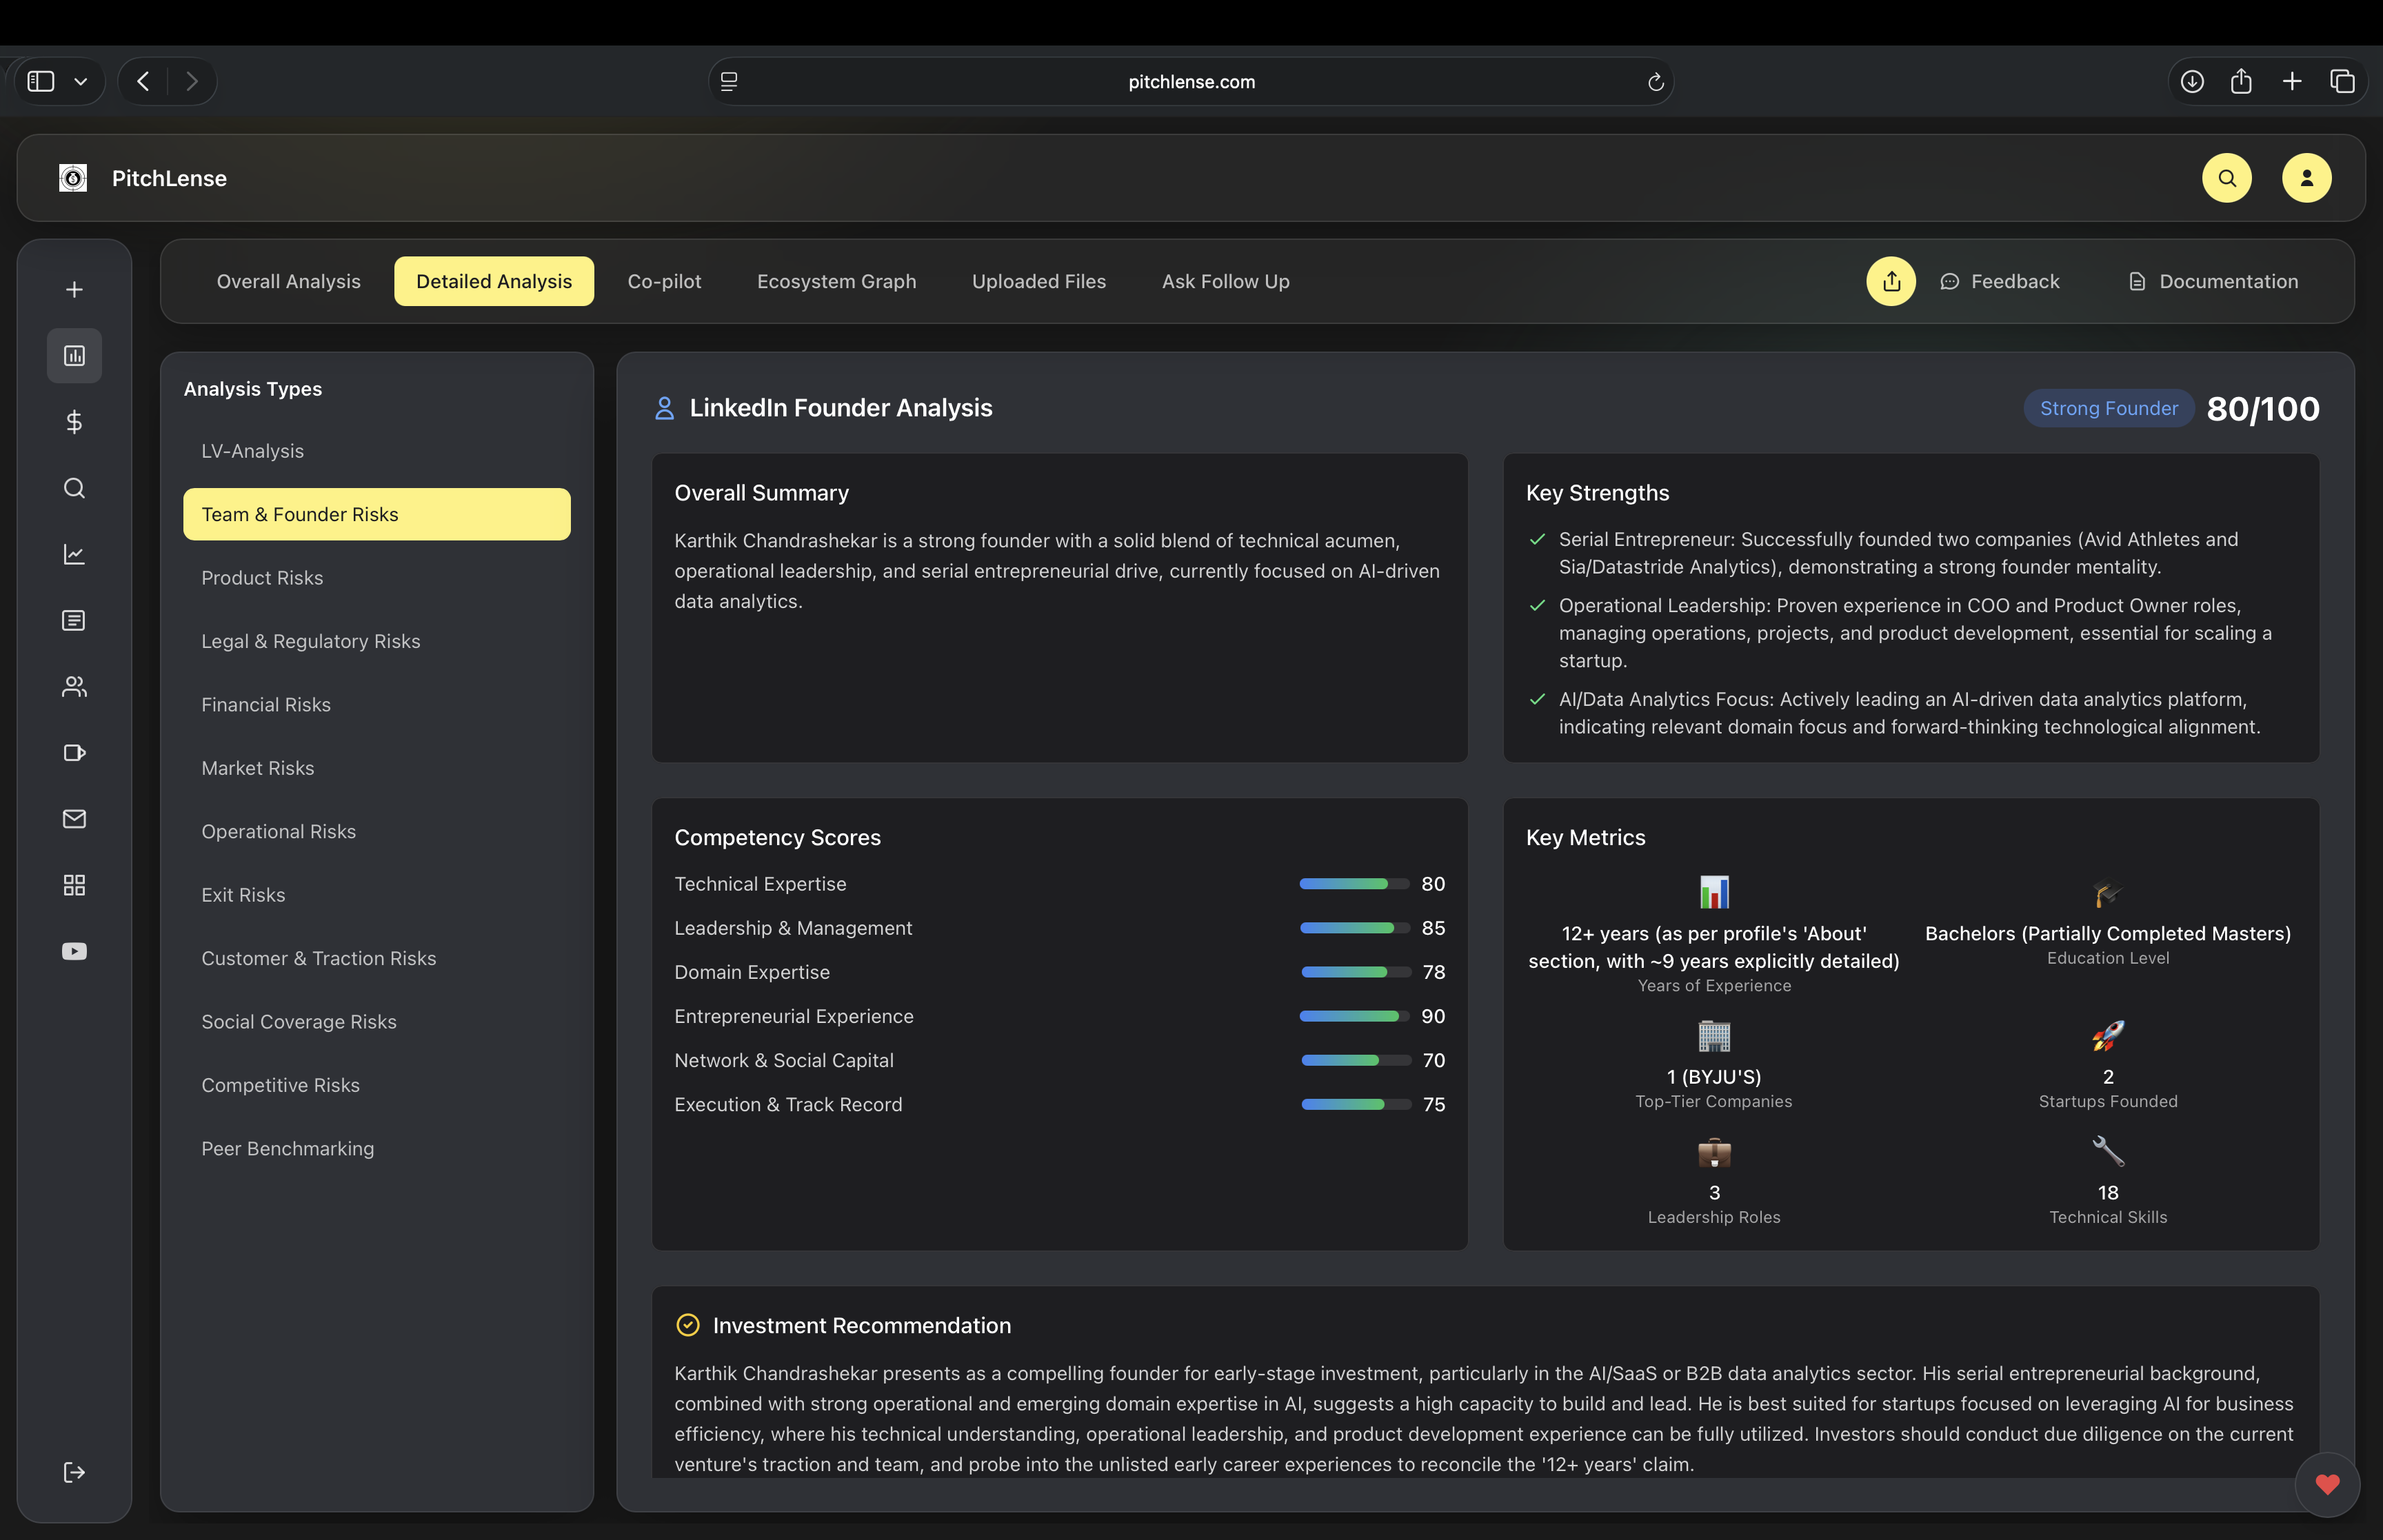 pitchlense.com
PitchLense
Overall Analysis
Detailed Analysis
Co-pilot
Ecosystem Graph
Uploaded Files
Ask Follow Up
Feedback
Documentation
Analysis Types
LV-Analysis
Team & Founder Risks
Product Risks
Legal & Regulatory Risks
Financial Risks
Market Risks
Operational Risks
Exit Risks
Customer & Traction Risks
Social Coverage Risks
Competitive Risks
Peer Benchmarking
LinkedIn Founder Analysis
Strong Founder
80/100
Overall Summary
Karthik Chandrashekar is a strong founder with a solid blend of technical acumen,
operational leadership, and serial entrepreneurial drive, currently focused on AI-driven
data analytics.
Key Strengths
Serial Entrepreneur: Successfully founded two companies (Avid Athletes and
Sia/Datastride Analytics), demonstrating a strong founder mentality.
Operational Leadership: Proven experience in COO and Product Owner roles,
managing operations, projects, and product development, essential for scaling a
startup.
AI/Data Analytics Focus: Actively leading an AI-driven data analytics platform,
indicating relevant domain focus and forward-thinking technological alignment.
Competency Scores
Technical Expertise 80
Leadership & Management 85
Domain Expertise 78
Entrepreneurial Experience 90
Network & Social Capital 70
Execution & Track Record 75
Key Metrics
12+ years (as per profile's 'About'
section, with ~9 years explicitly detailed)
Years of Experience
Bachelors (Partially Completed Masters)
Education Level
1 (BYJU'S)
Top-Tier Companies
2
Startups Founded
3
Leadership Roles
18
Technical Skills
Investment Recommendation
Karthik Chandrashekar presents as a compelling founder for early-stage investment, particularly in the AI/SaaS or B2B data analytics sector. His serial entrepreneurial background,
combined with strong operational and emerging domain expertise in AI, suggests a high capacity to build and lead. He is best suited for startups focused on leveraging AI for business
efficiency, where his technical understanding, operational leadership, and product development experience can be fully utilized. Investors should conduct due diligence on the current
venture's traction and team, and probe into the unlisted early career experiences to reconcile the '12+ years' claim.